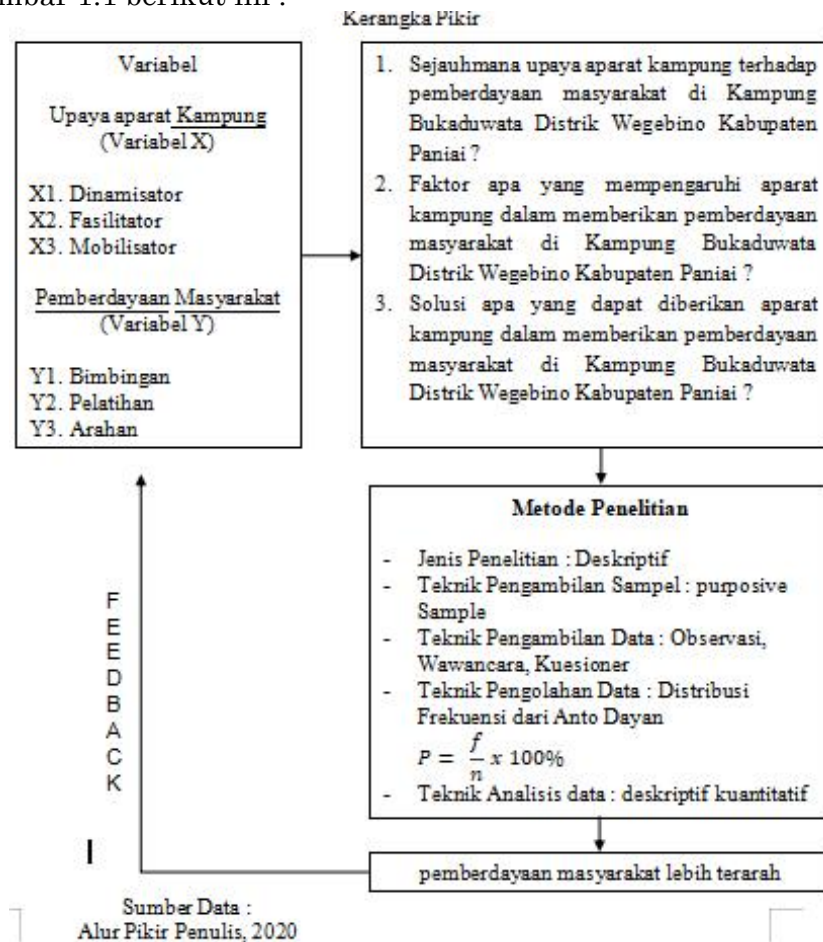 mbar 1.1 berikut ini :
Kerangka Pikir
Variabel
Upaya aparat Kampung
(Variabel X)
X1. Dinamisator
X2. Fasilitator
X3. Mobilisator
Pemberdayaan Masyarakat
(Variabel Y)
Y1. Bimbingan
Y2. Pelatihan
Y3. Arahan
1. Sejauhmana upaya aparat kampung terhadap
pemberdayaan masyarakat di Kampung
Bukaduwata Distrik Wegebino Kabupaten
Paniai ?
2. Faktor apa yang mempengaruhi aparat
kampung dalam memberikan pemberdayaan
masyarakat di Kampung Bukaduwata
Distrik Wegebino Kabupaten Paniai ?
3. Solusi apa yang dapat diberikan aparat
kampung dalam memberikan pemberdayaan
masyarakat di Kampung Bukaduwata
Distrik Wegebino Kabupaten Paniai ?
Metode Penelitian
- Jenis Penelitian : Deskriptif
- Teknik Pengambilan Sampel : purposive
Sample
- Teknik Pengambilan Data : Observasi,
Wawancara, Kuesioner
- Teknik Pengolahan Data : Distribusi
Frekuensi dari Anto Dayan
P = f/n x 100%
- Teknik Analisis data : deskriptif kuantitatif
pemberdayaan masyarakat lebih terarah
FEEDBACK
Sumber Data :
Alur Pikir Penulis, 2020